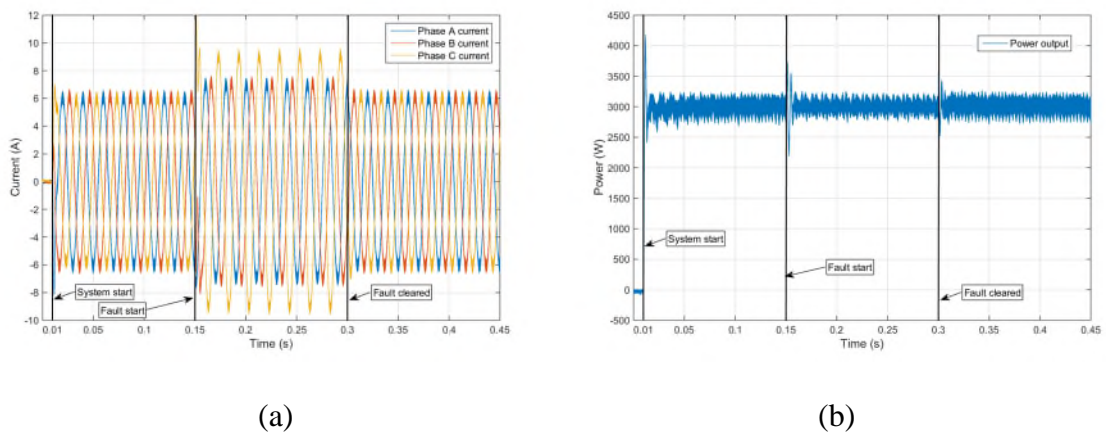 12
10
8
6
4
2
0
-2
-4
-6
-8
-10
Current (A)
Phase A current
Phase B current
Phase C current
System start
Fault start
Fault cleared
0.01 0.05 0.1 0.15 0.2 0.25 0.3 0.35 0.4 0.45
Time (s)
(a)
4500
4000
3500
3000
2500
2000
1500
1000
500
0
-500
Power (W)
Power output
System start
Fault start
Fault cleared
0.01 0.05 0.1 0.15 0.2 0.25 0.3 0.35 0.4 0.45
Time (s)
(b)